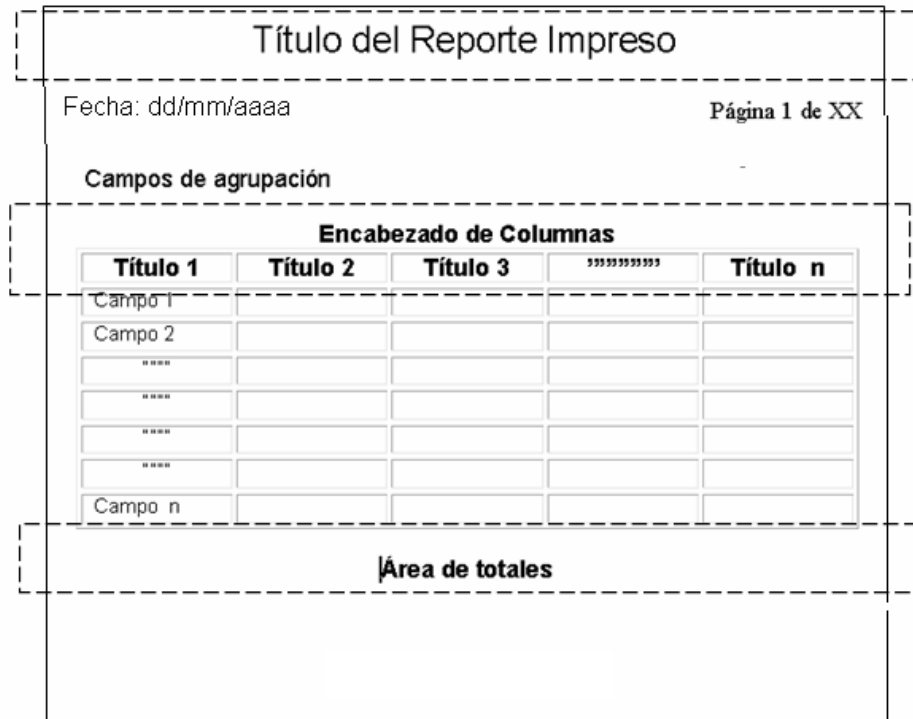 Título del Reporte Impreso
Fecha: dd/mm/aaaa Página 1 de XX
Campos de agrupación
Encabezado de Columnas
Título 1 Título 2 Título 3 ”””””””””” Título n
Campo 1
Campo 2
""""
""""
""""
""""
Campo n
Área de totales